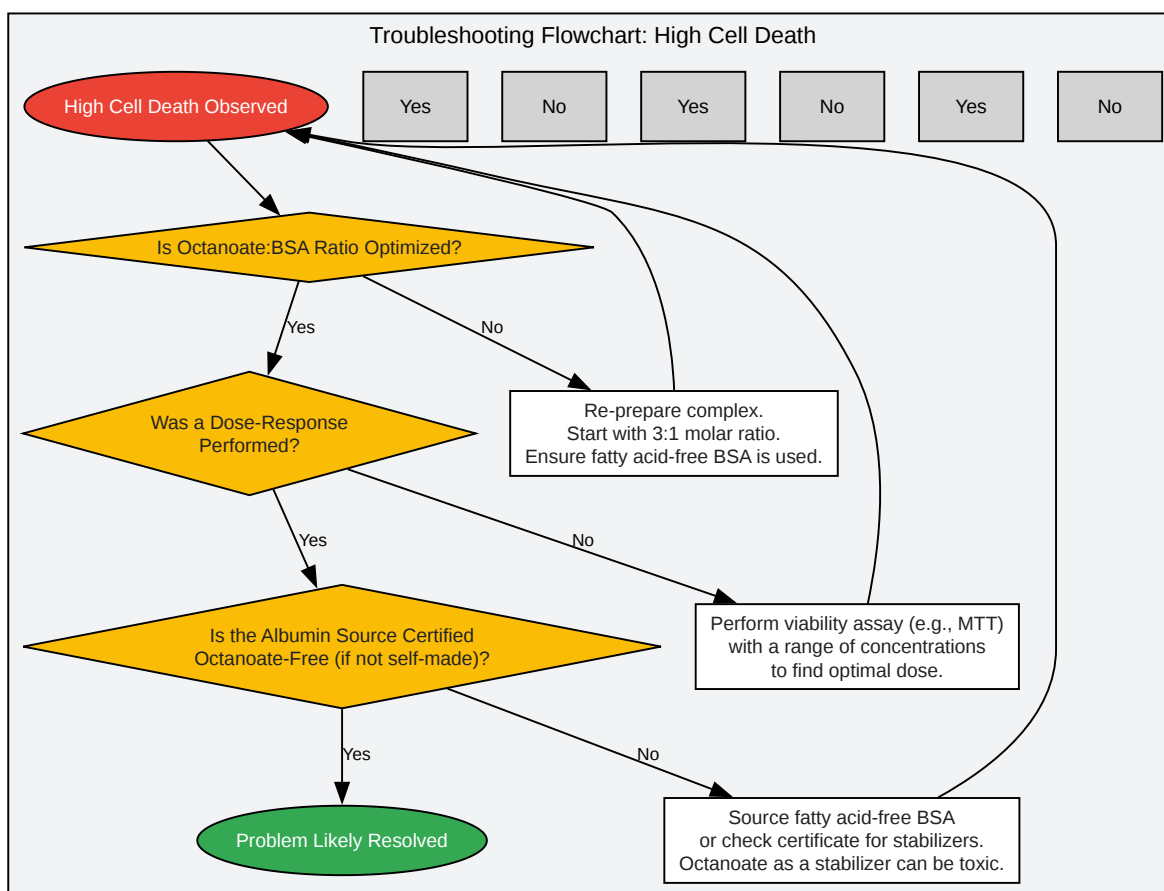 Troubleshooting Flowchart: High Cell Death
High Cell Death Observed
Yes
No
Yes
No
Yes
No
Is Octanoate:BSA Ratio Optimized?
Yes
No
Was a Dose-Response
Performed?
Re-prepare complex.
Start with 3:1 molar ratio.
Ensure fatty acid-free BSA is used.
Yes
No
Is the Albumin Source Certified
Octanoate-Free (if not self-made)?
Perform viability assay (e.g., MTT)
with a range of concentrations
to find optimal dose.
Yes
No
Problem Likely Resolved
Source fatty acid-free BSA
or check certificate for stabilizers.
Octanoate as a stabilizer can be toxic.